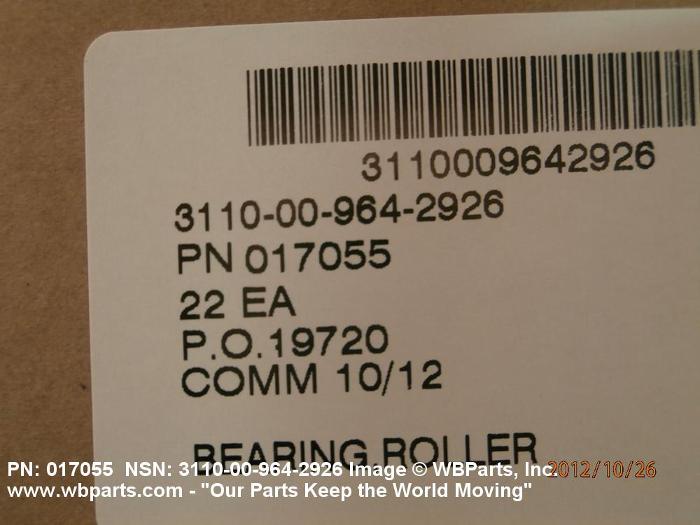 3110009642926
3110-00-964-2926
PN 017055
22 EA
P.O.19720
COMM 10/12
BEARING,ROLLER
2012/10/26
PN: 017055 NSN: 3110-00-964-2926 Image © WBParts, Inc.
www.wbparts.com - "Our Parts Keep the World Moving"